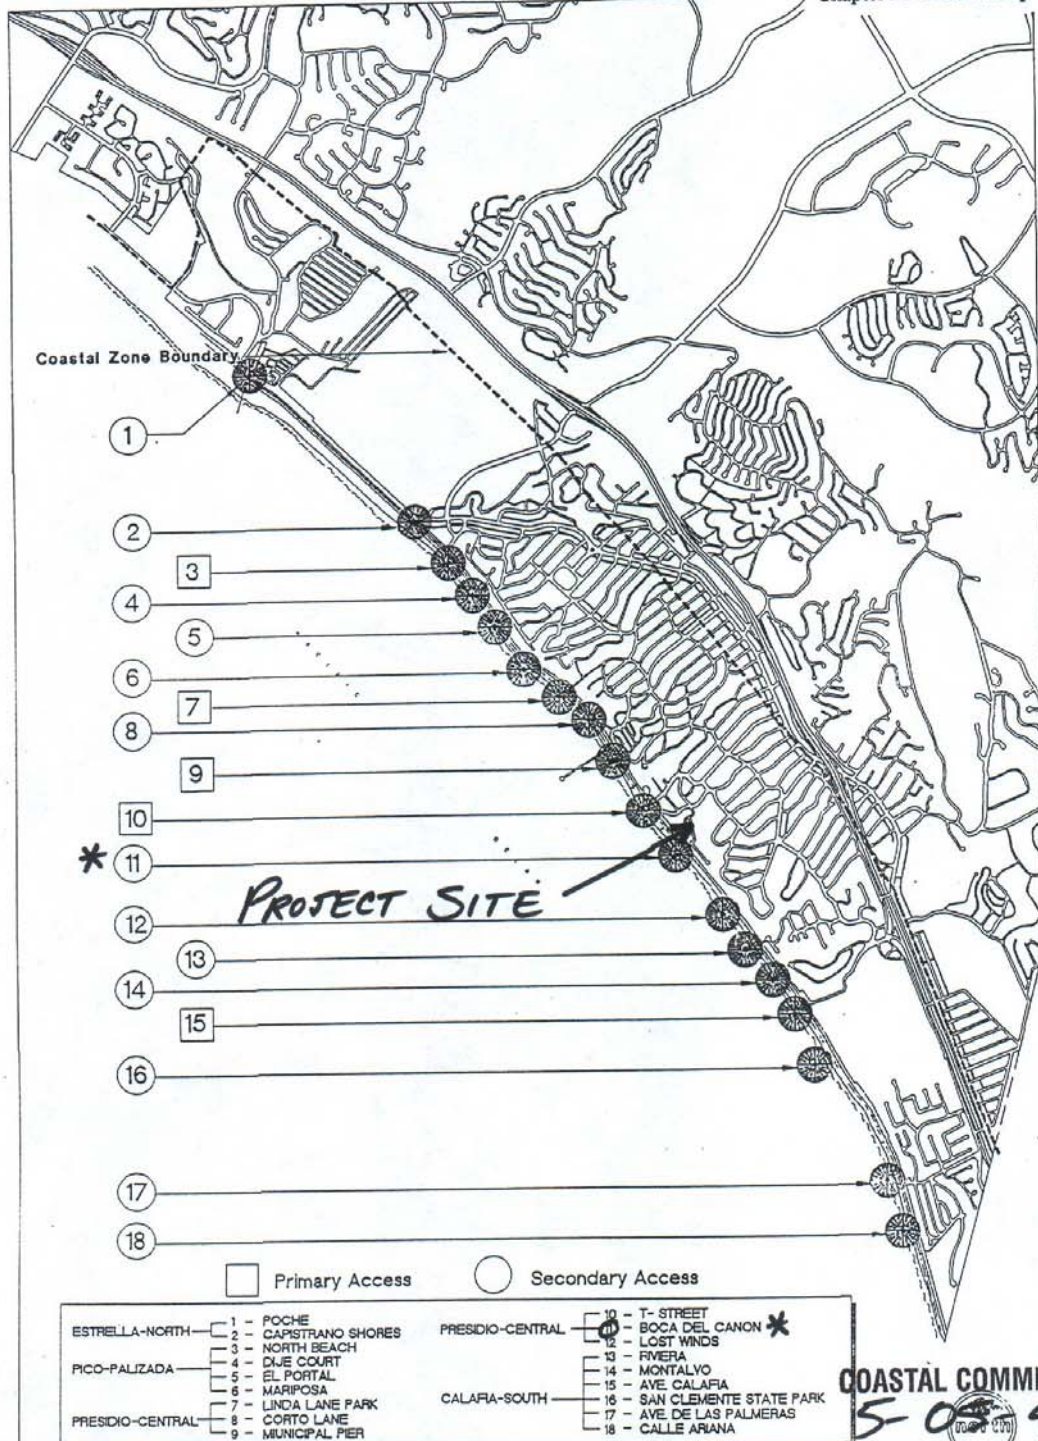 Coastal Zone Boundary
1
2
3
4
5
6
7
8
9
10
* 11
PROJECT SITE
12
13
14
15
16
17
18
Primary Access
Secondary Access
ESTRELLA-NORTH
1 - POCHE
2 - CAPISTRANO SHORES
PICO-PALIZADA
3 - NORTH BEACH
4 - DIJE COURT
5 - EL PORTAL
6 - MARIPOSA
PRESIDIO-CENTRAL
7 - LINDA LANE PARK
8 - CORTO LANE
9 - MIUNICIPAL PIER
PRESIDIO-CENTRAL
10 - T- STREET
11 - BOCA DEL CANON *
12 - LOST WINDS
CALAFIA-SOUTH
13 - RIVIERA
14 - MONTALVO
15 - AVE. CALAFIA
16 - SAN CLEMENTE STATE PARK
17 - AVE. DE LAS PALMERAS
18 - CALLE ARIANA
COASTAL COMM
5-05
north